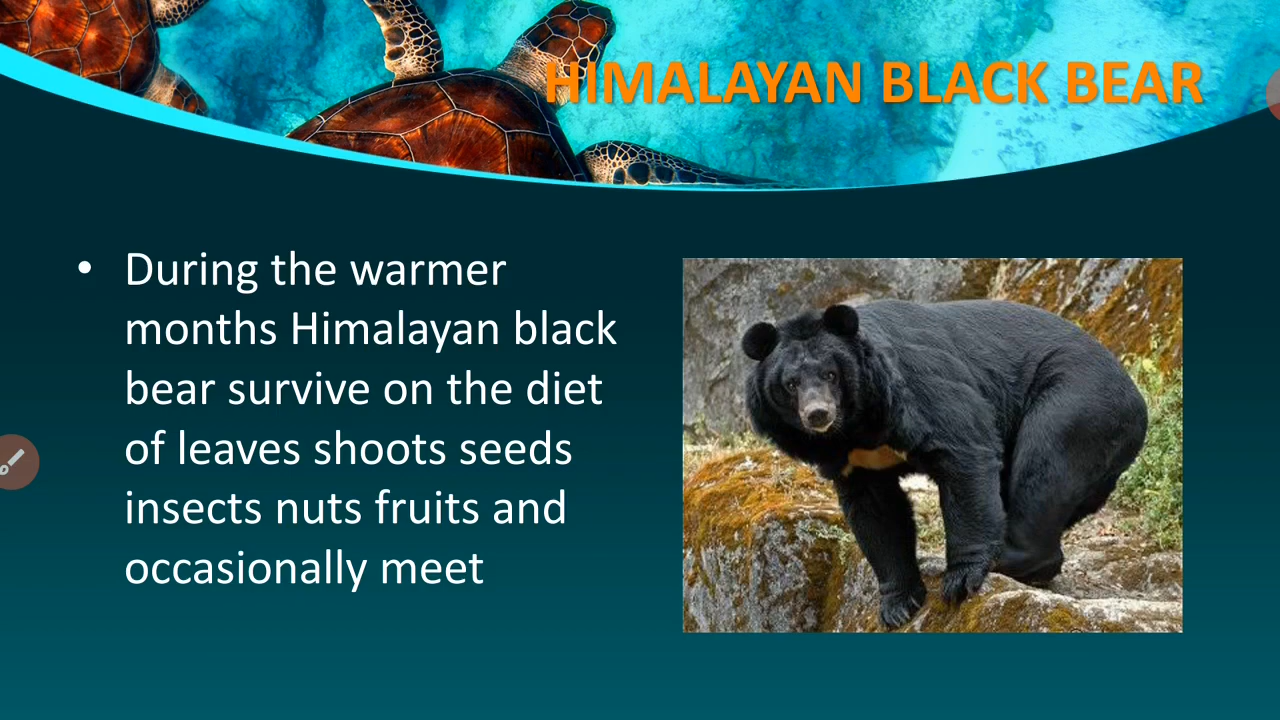 HIMALAYAN BLACK BEAR
• During the warmer
months Himalayan black
bear survive on the diet
of leaves shoots seeds
insects nuts fruits and
occasionally meet